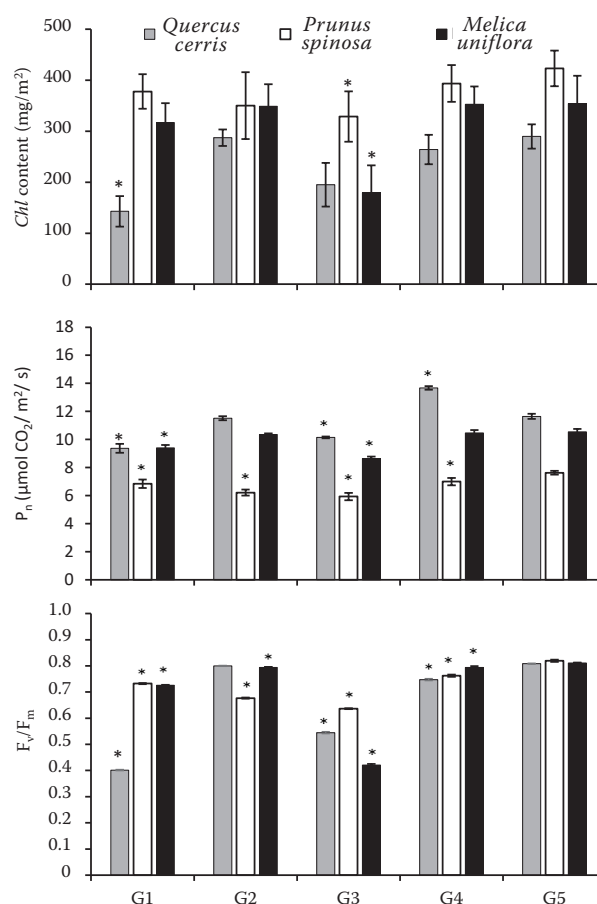 Quercus cerris
Prunus spinosa
Melica uniflora
Chl content (mg/m²)
500
400
300
200
100
0
* * *
Pₙ (µmol CO₂/ m²/ s)
18
16
14
12
10
8
6
4
2
0
* * * * * * * * *
Fᵥ/Fₘ
1.0
0.9
0.8
0.7
0.6
0.5
0.4
0.3
0.2
0.1
0
* * * * * * * * * * *
G1 G2 G3 G4 G5